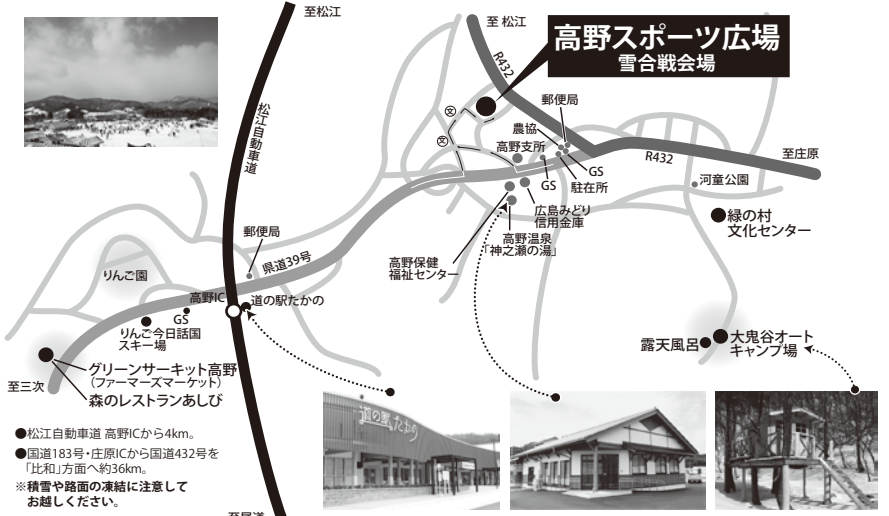 至松江
至 松江
高野スポーツ広場
雪合戦会場
R432
松江自動車道
郵便局
農協
高野支所
文
文
R432
至庄原
GS
GS
駐在所
河童公園
広島みどり
信用金庫
緑の村
文化センター
高野温泉
「神之瀬の湯」
高野保健
福祉センター
郵便局
県道39号
りんご園
高野IC
道の駅たかの
GS
りんご今日話国
スキー場
露天風呂
大鬼谷オート
キャンプ場
グリーンサーキット高野
(ファーマーズマーケット)
森のレストランあしび
至三次
道の駅たかの
●松江自動車道 高野ICから4km。
●国道183号・庄原ICから国道432号を
「比和」方面へ約36km。
※積雪や路面の凍結に注意して
お越しください。
至尾道